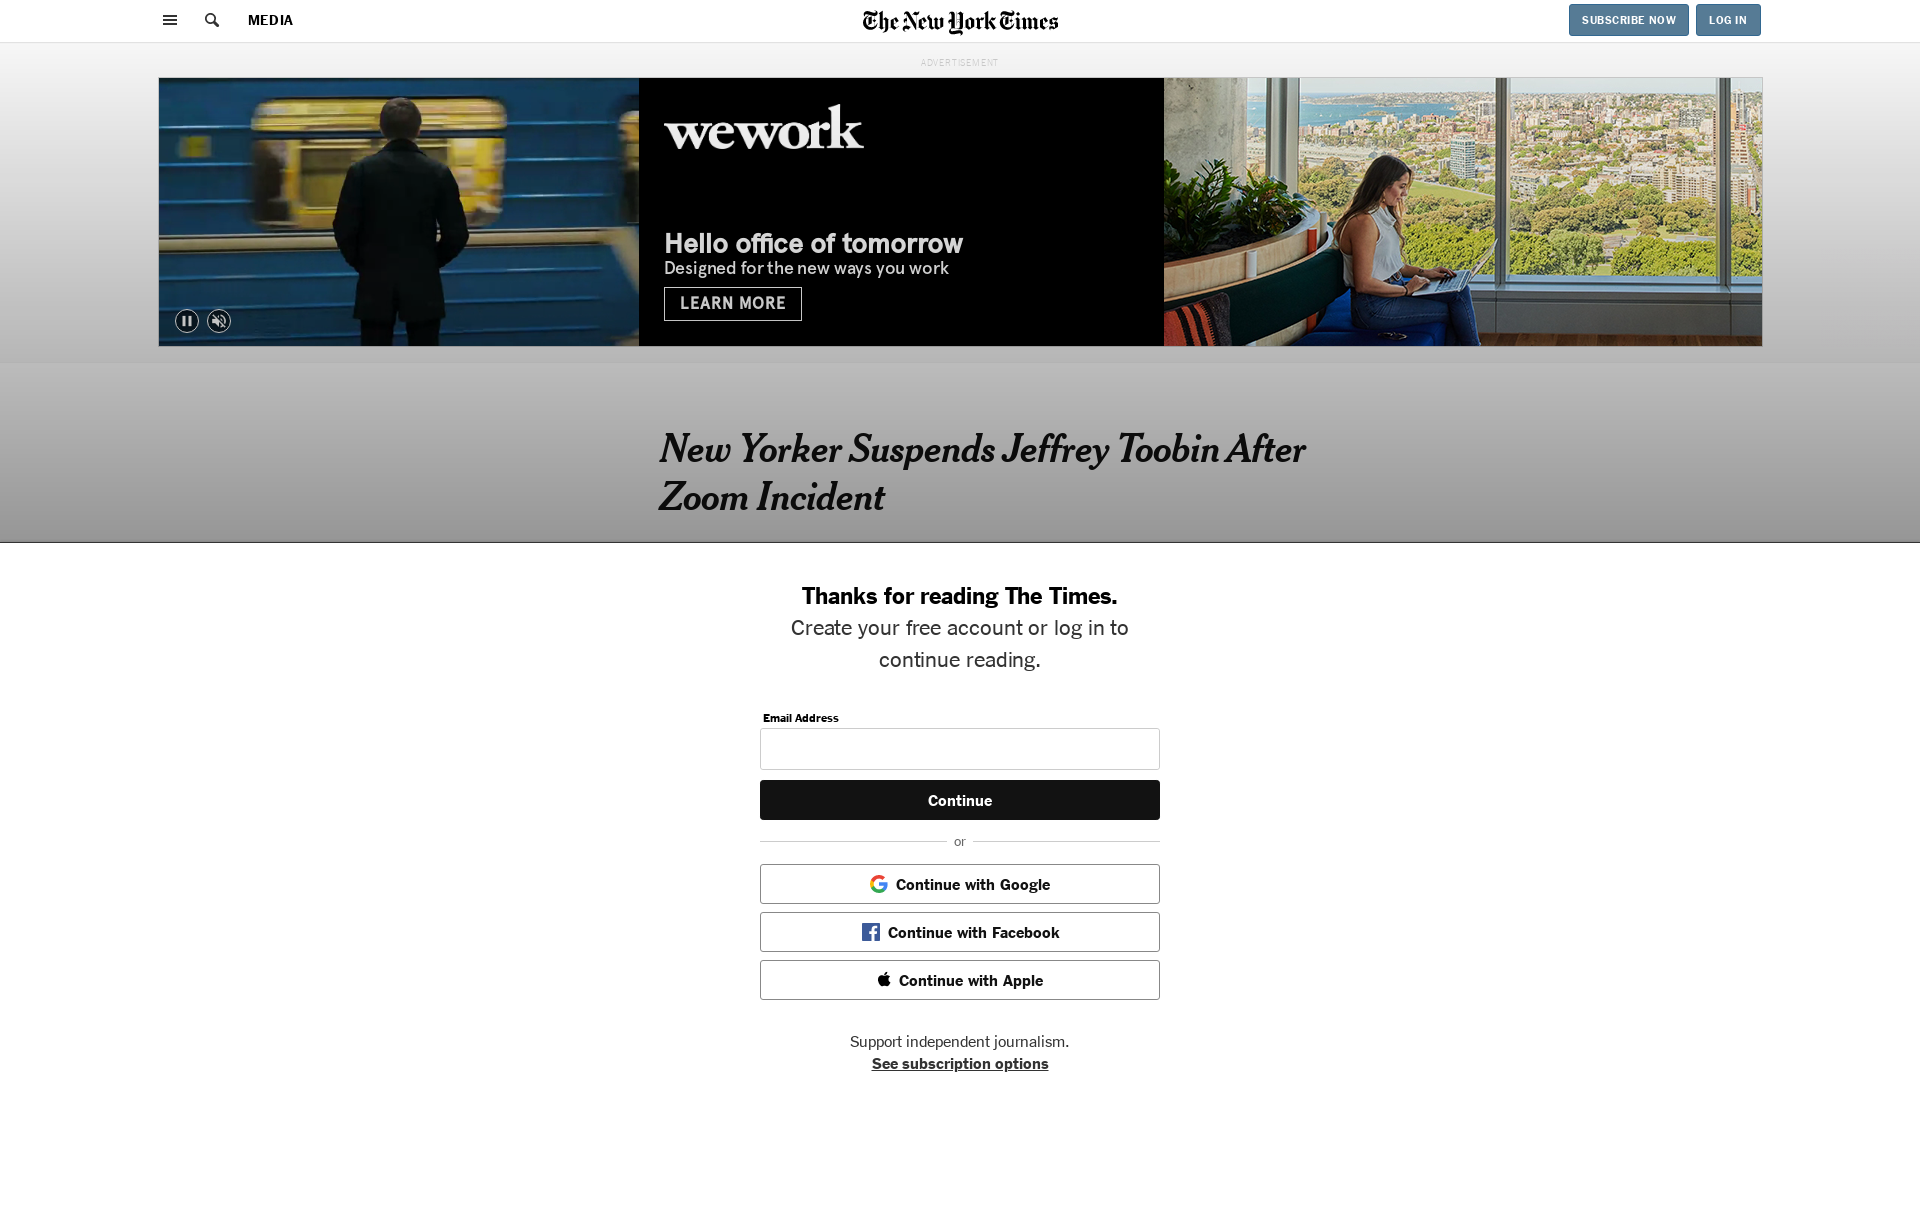 MEDIA
The New York Times
SUBSCRIBE NOW
LOG IN
ADVERTISEMENT
wework
Hello office of tomorrow
Designed for the new ways you work
LEARN MORE
New Yorker Suspends Jeffrey Toobin After
Zoom Incident
Thanks for reading The Times.
Create your free account or log in to
continue reading.
Email Address
Continue
or
Continue with Google
Continue with Facebook
Continue with Apple
Support independent journalism.
See subscription options